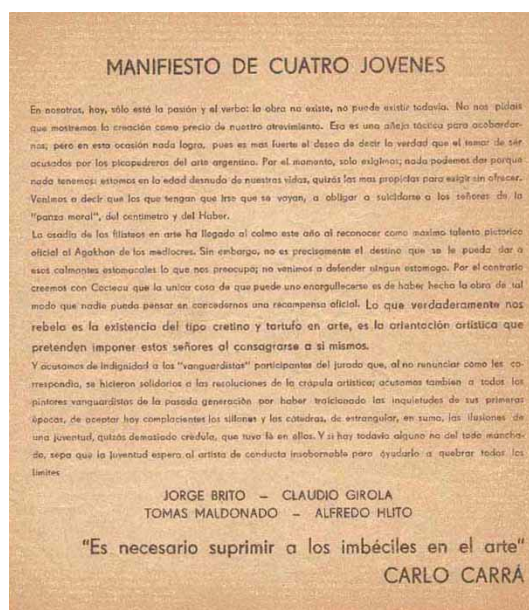 MANIFIESTO DE CUATRO JOVENES
En nosotros, hoy, sólo está la pasión y el verbo: la obra no existe, no puede existir todavía. No nos pidáis
que mostremos la creación como precio de nuestro atrevimiento. Esa es una añeja táctica para acobardar-
nos; pero en esta ocasión nada logra, pues es mas fuerte el deseo de decir la verdad que el temor de ser
acusados por los picapedreros del arte argentino. Por el momento, solo exigimos; nada podemos dar porque
nada tenemos: estamos en la edad desnuda de nuestras vidas, quizás las mas propicias para exigir sin ofrecer.
Venimos a decir que los que tengan que irse que se vayan, a obligar a suicidarse a los señores de la
"panza moral", del centímetro y del Haber.
La osadía de los filisteos en arte ha llegado al colmo este año al reconocer como maximo talento pictórico
oficial al Agakhan de los mediocres. Sin embargo, no es precisamente el destino que se le pueda dar a
esos calmantes estomacales lo que nos preocupa; no venimos a defender ningun estomago. Por el contrario
creemos con Cocteau que la unica cosa de que puede uno enorgullecerse es de haber hecho la obra de tal
modo que nadie pueda pensar en concedernos una recompensa oficial. Lo que verdaderamente nos
rebela es la existencia del tipo cretino y tartufo en arte, es la orientación artística que
pretenden imponer estos señores al consagrarse a si mismos.
Y acusamos de indignidad a los "vanguardistas" participantes del jurado que, al no renunciar como les co-
rrespondia, se hicieron solidarios a las resoluciones de la crápula artística; acusamos tambien a todos los
pintores vanguardistas de la pasada generación por haber traicionado las inquietudes de sus primeras
épocas, de aceptar hoy complacientes los sillones y las cátedras, de estrangular, en suma, las ilusiones de
una juventud, quizás demasiado crédula, que tuvo fè en ellos. Y si hay todavia alguno no del todo mancha-
do, sepa que la juventud espera al artista de conducta insobornable para ayudarlo a quebrar todos los
limites
JORGE BRITO – CLAUDIO GIROLA
TOMAS MALDONADO – ALFREDO HLITO
"Es necesario suprimir a los imbéciles en el arte"
CARLO CARRÁ